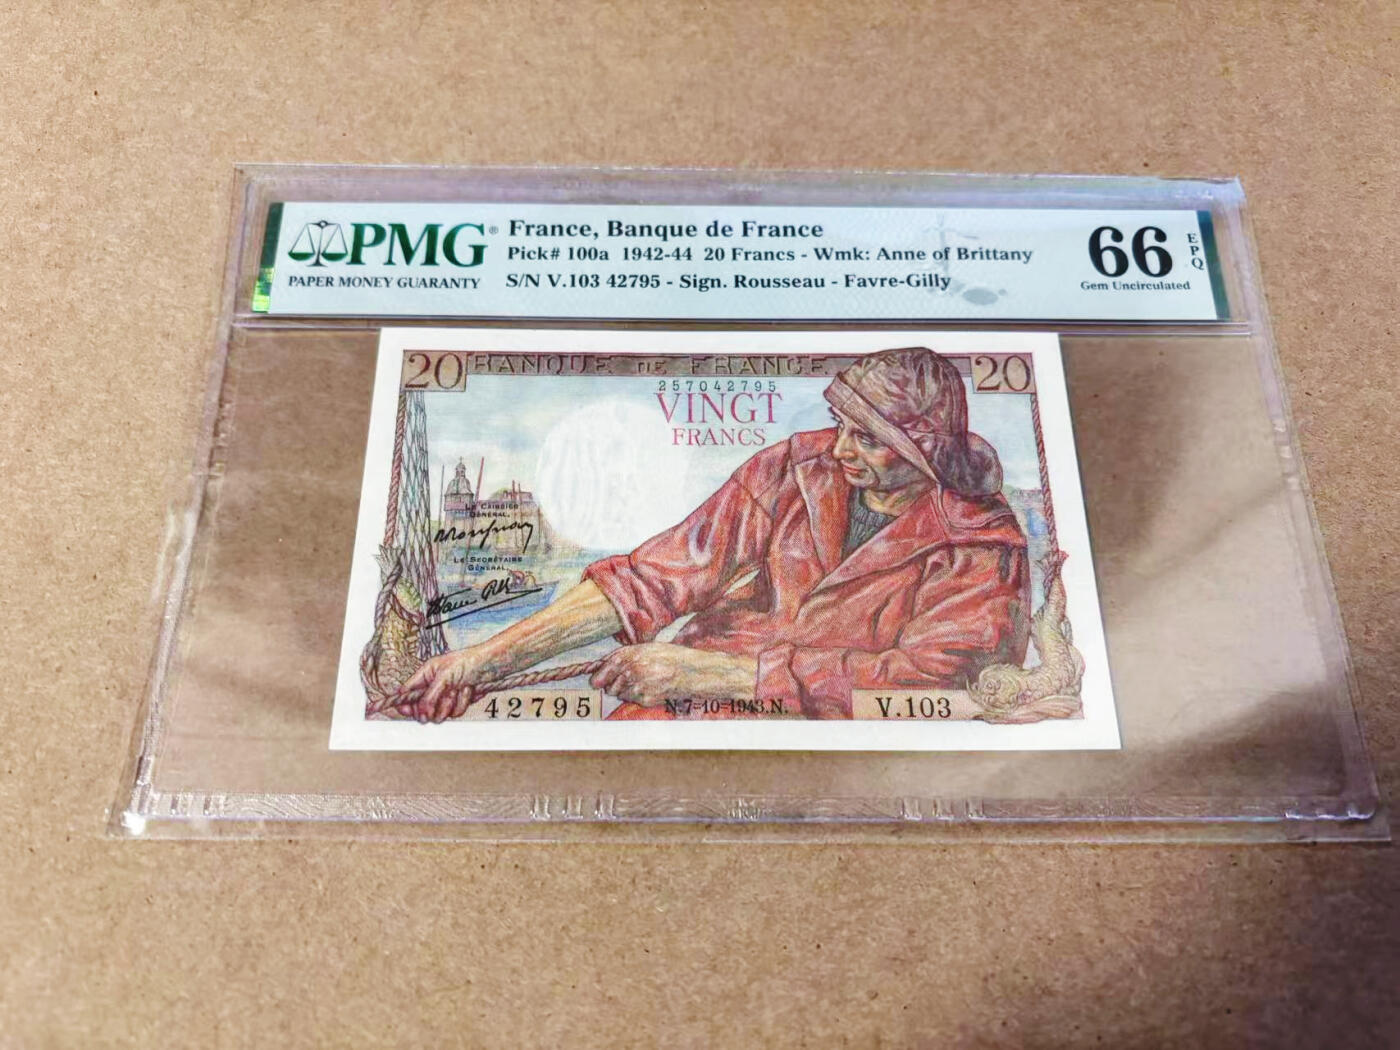 PMG®
PAPER MONEY GUARANTY
France, Banque de France
Pick# 100a 1942-44 20 Francs - Wmk: Anne of Brittany
S/N V.103 42795 - Sign. Rousseau - Favre-Gilly
66
EPQ
Gem Uncirculated
20 BANQUE DE FRANCE 20
257042795
VINGT
FRANCS
LE CAISSIER
GÉNÉRAL,
LE SECRÉTAIRE
GÉNÉRAL,
42795 N.7=10=1943.N. V.103